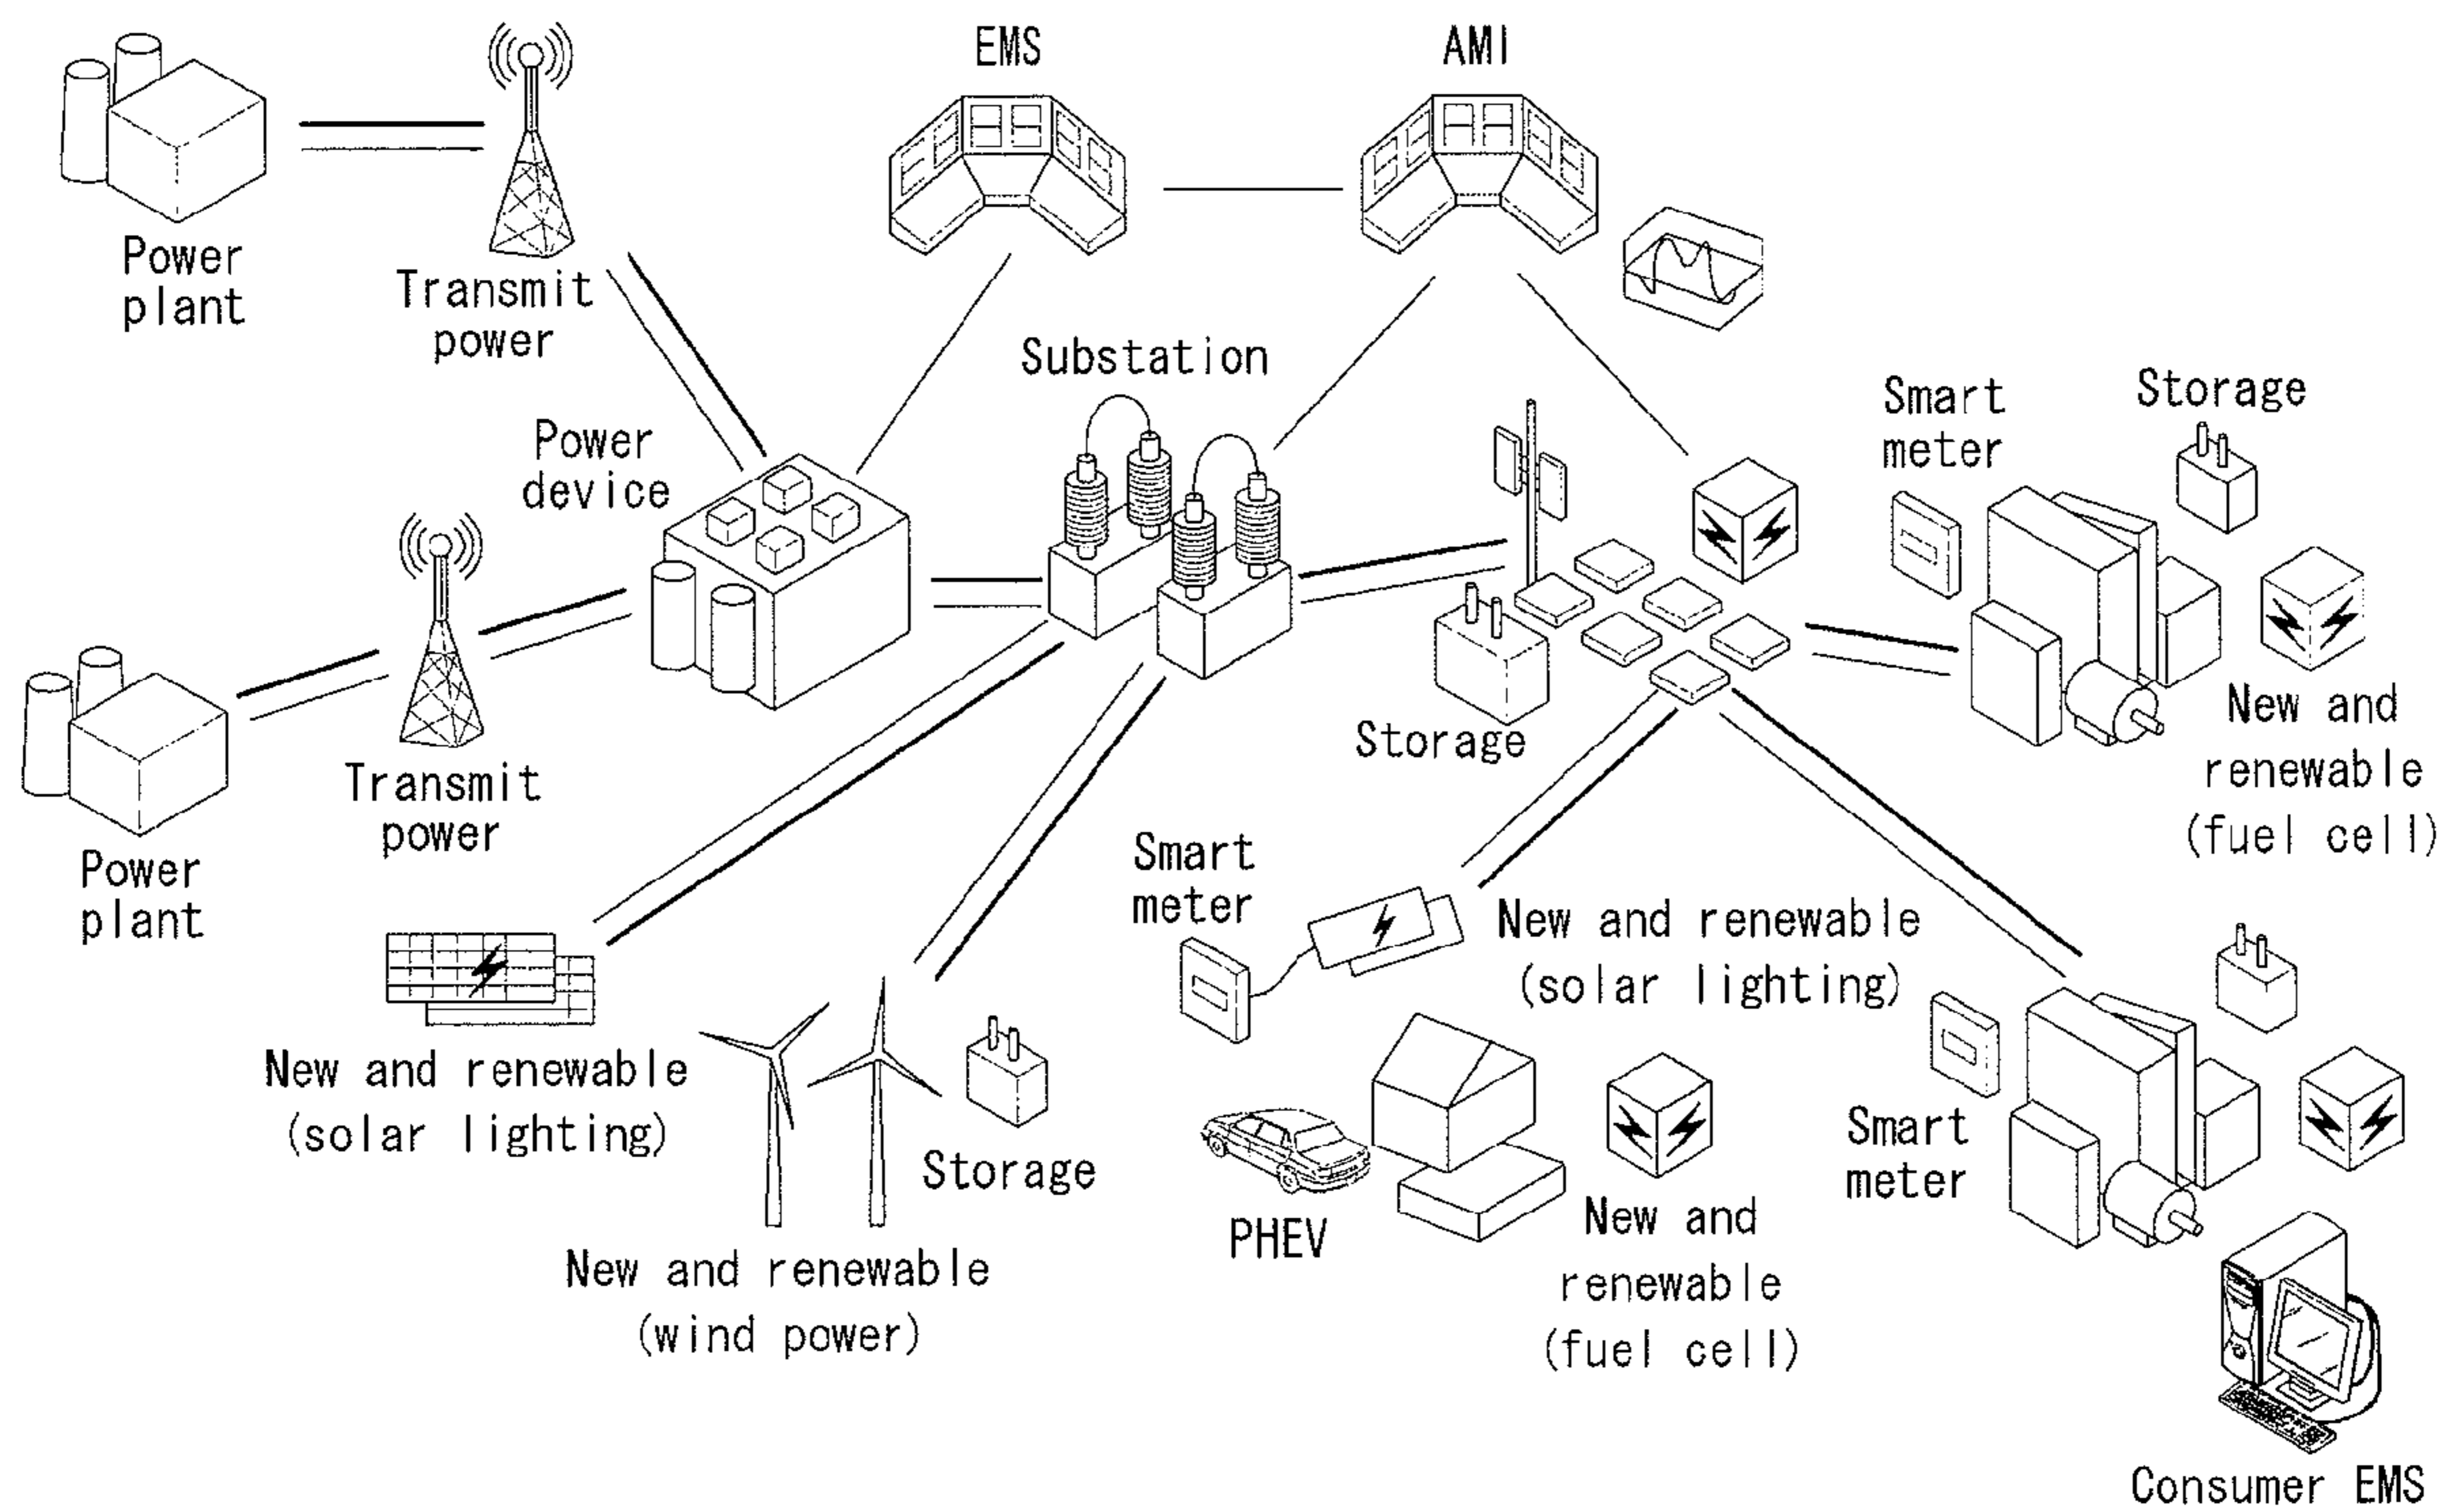 EMS
AMI
Power
plant
Transmit
power
Substation
Smart
meter
Storage
Power
device
New and
renewable
(fuel cell)
Storage
Transmit
power
Power
plant
Smart
meter
New and renewable
(solar lighting)
New and renewable
(solar lighting)
Storage
Smart
meter
PHEV
New and
renewable
(fuel cell)
New and renewable
(wind power)
Consumer EMS